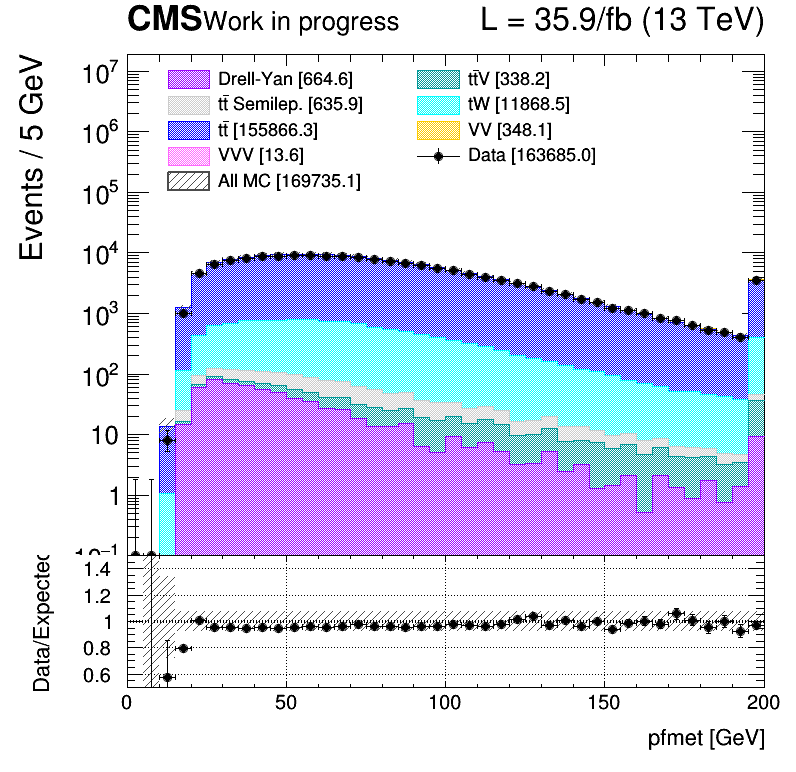 CMS Work in progress L = 35.9/fb (13 TeV)
Events / 5 GeV
10⁷
10⁶
10⁵
10⁴
10³
10²
10
1
10⁻¹
Drell-Yan [664.6]
tt̄V [338.2]
tt̄ Semilep. [635.9]
tW [11868.5]
tt̄ [155866.3]
VV [348.1]
VVV [13.6]
Data [163685.0]
All MC [169735.1]
Data/Expected
1.4
1.2
1
0.8
0.6
0 50 100 150 200
pfmet [GeV]